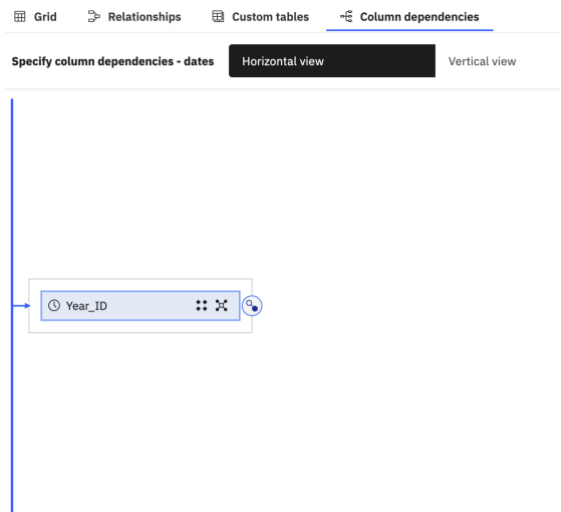 Grid Relationships Custom tables Column dependencies
Specify column dependencies - dates Horizontal view Vertical view
Year_ID